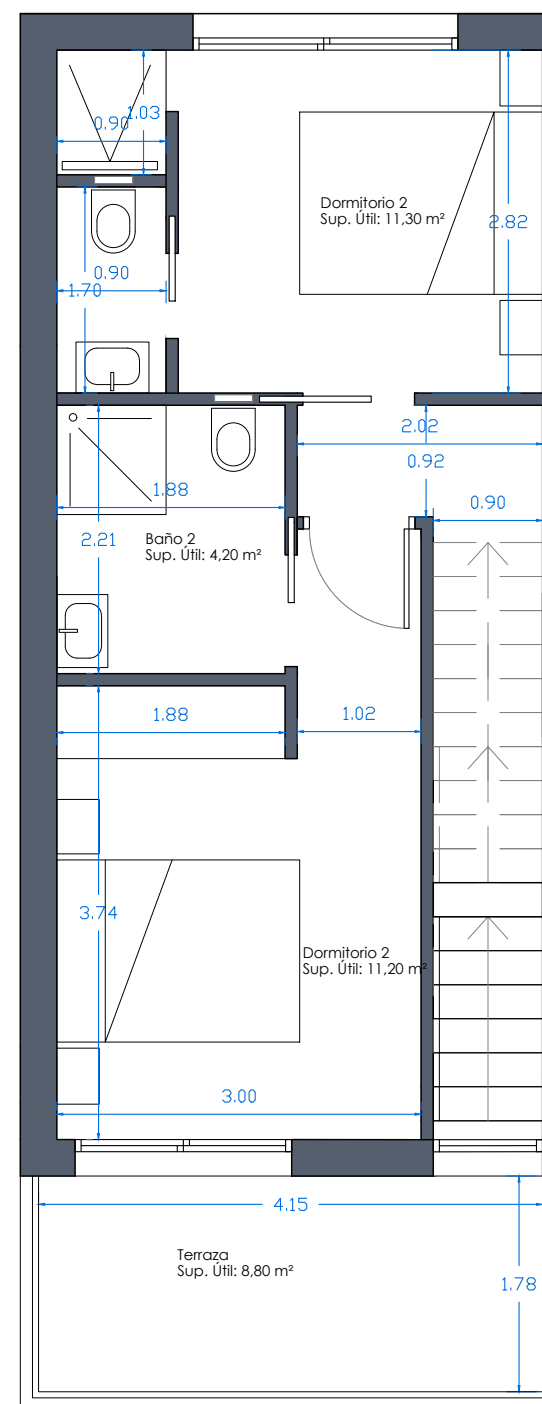 1.03
0.90
Dormitorio 2
Sup. Útil: 11,30 m²
2.82
0.90
1.70
2.02
0.92
1.88
0.90
2.21
Baño 2
Sup. Útil: 4,20 m²
1.88
1.02
3.74
Dormitorio 2
Sup. Útil: 11,20 m²
3.00
4.15
Terraza
Sup. Útil: 8,80 m²
1.78